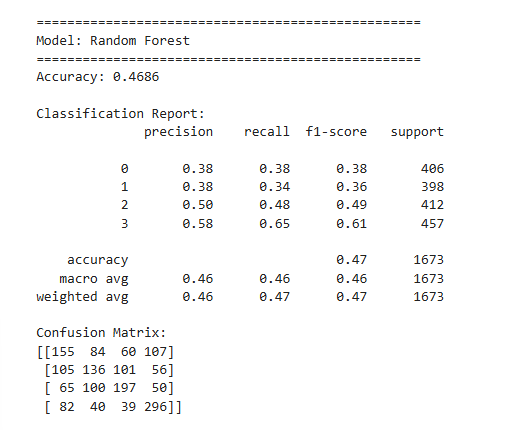 ==================================================
Model: Random Forest
==================================================
Accuracy: 0.4686

Classification Report:
              precision    recall  f1-score   support

           0       0.38      0.38      0.38       406
           1       0.38      0.34      0.36       398
           2       0.50      0.48      0.49       412
           3       0.58      0.65      0.61       457

    accuracy                           0.47      1673
   macro avg       0.46      0.46      0.46      1673
weighted avg       0.46      0.47      0.47      1673

Confusion Matrix:
[[155  84  60 107]
 [105 136 101  56]
 [ 65 100 197  50]
 [ 82  40  39 296]]